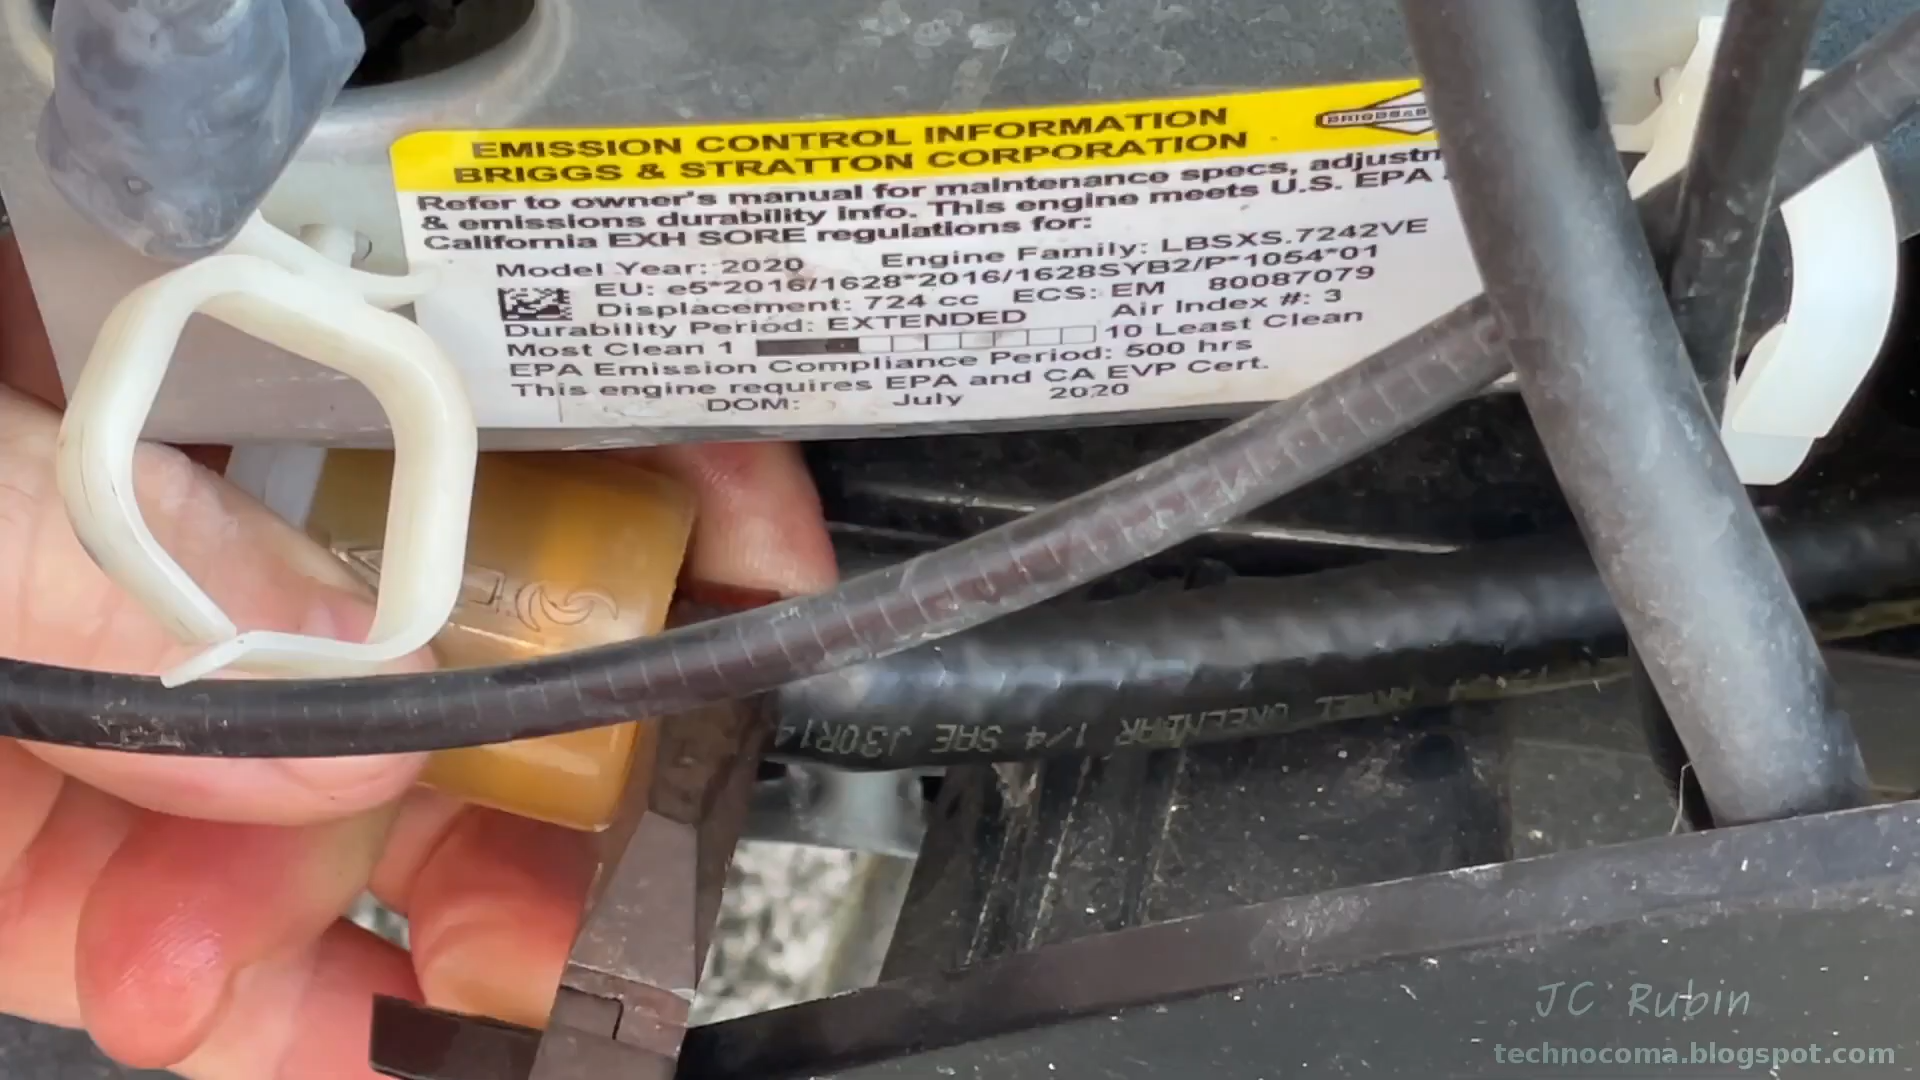 EMISSION CONTROL INFORMATION
BRIGGS & STRATTON CORPORATION
BRIGGS&
Refer to owner's manual for maintenance specs,
& emissions durability info. This engine meets U.S. EPA
California EXH SORE regulations for:
Model Year: 2020 Engine Family: LBSXS.7242VE
EU: e5*2016/1628*2016/1628SYB2/P*1054*01
Displacement: 724 cc ECS: EM 80087079
Durability Period: EXTENDED Air Index #: 3
Most Clean 1 10 Least Clean
EPA Emission Compliance Period: 500 hrs
This engine requires EPA and CA EVP Cert.
DOM: July 2020
GREENBAR 1/4 SAE J30R14
JC Rubin
technocoma.blogspot.com